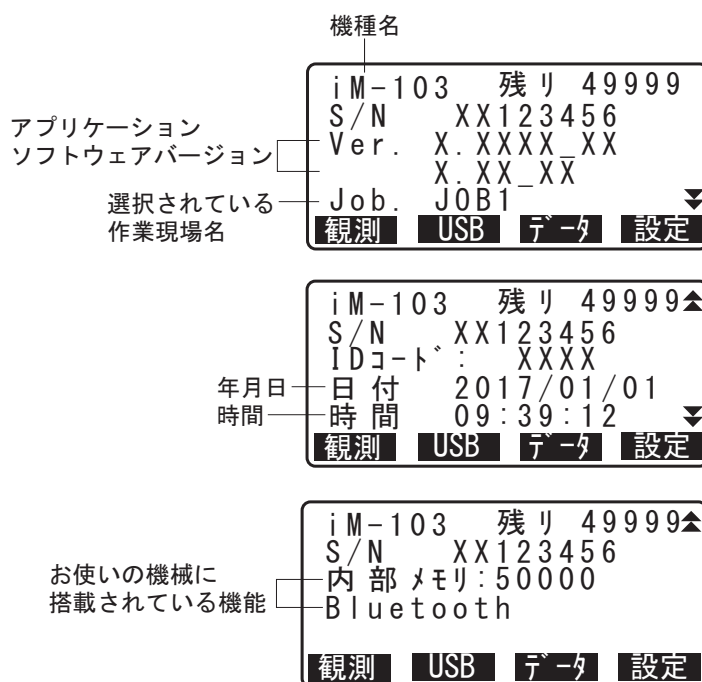 機種名
iM-103 残り 49999
S/N XX123456
アプリケーション
ソフトウェアバージョン
Ver. X.XXXX_XX
X.XX_XX
選択されている
作業現場名
Job. JOB1
観測 USB データ 設定
iM-103 残り 49999
S/N XX123456
IDコード: XXXX
年月日
日付 2017/01/01
時間
時間 09:39:12
観測 USB データ 設定
iM-103 残り 49999
S/N XX123456
お使いの機械に
搭載されている機能
内部メモリ:50000
Bluetooth
観測 USB データ 設定